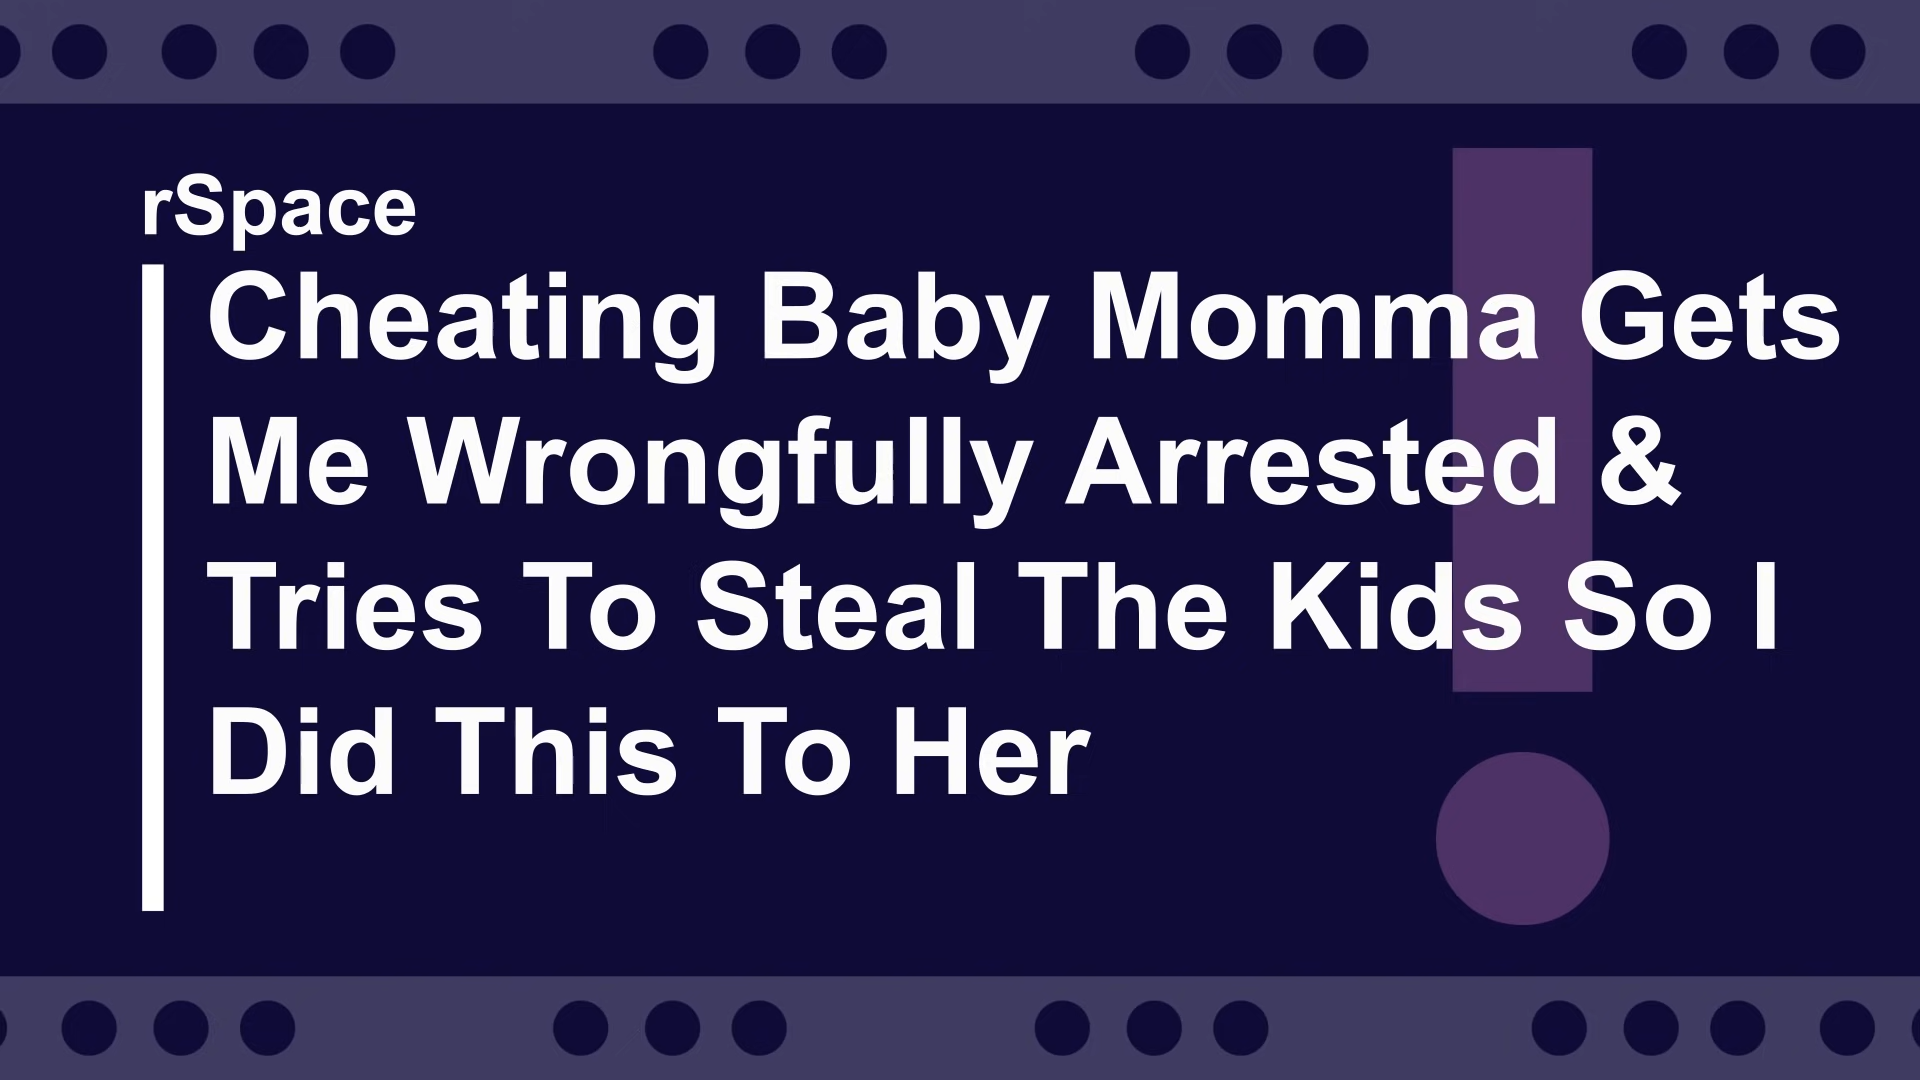 rSpace
Cheating Baby Momma Gets
Me Wrongfully Arrested &
Tries To Steal The Kids So I
Did This To Her